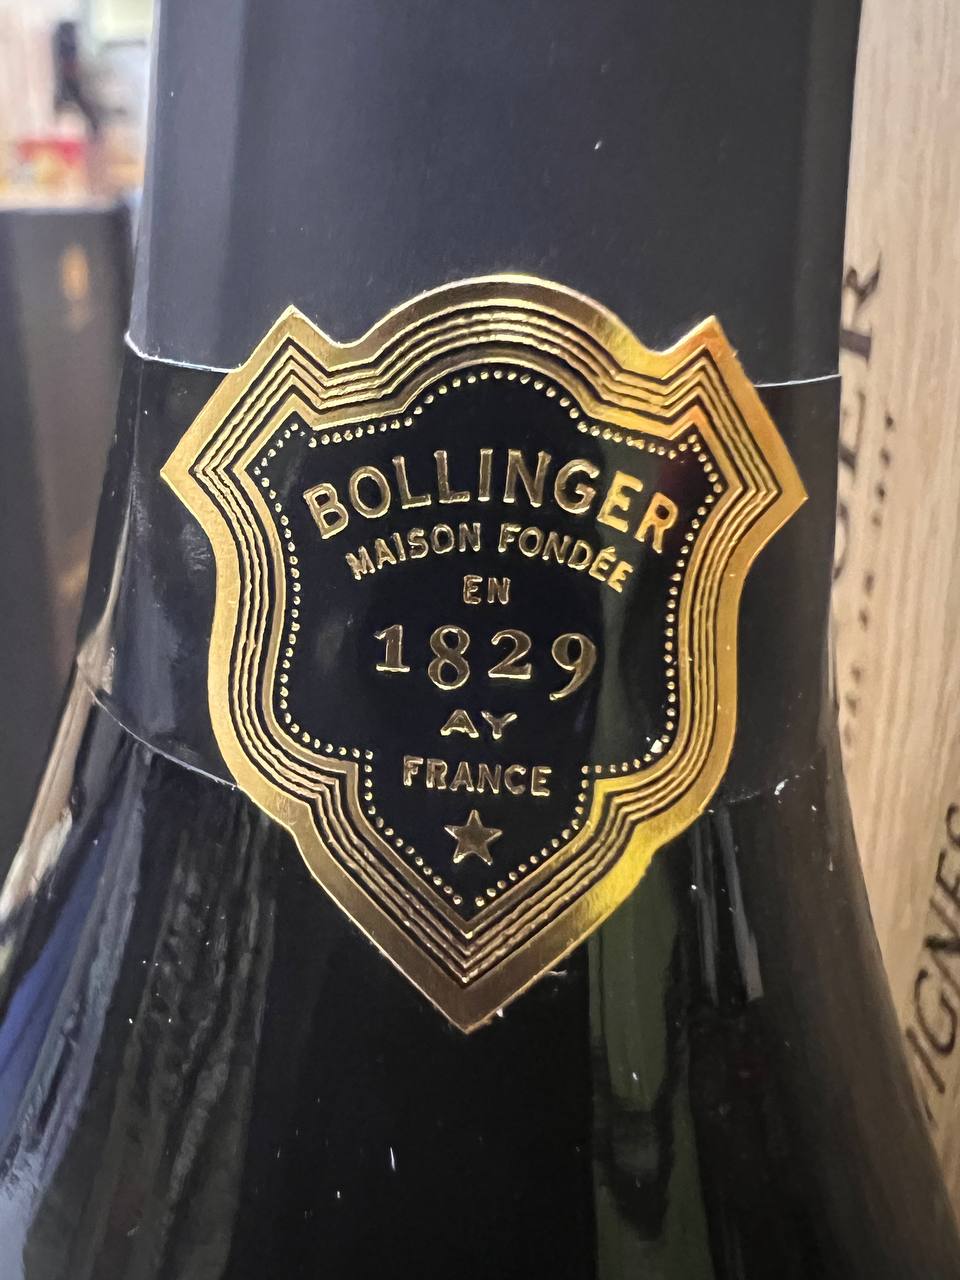 BOLLINGER
MAISON FONDÉE
EN
1829
AY
FRANCE